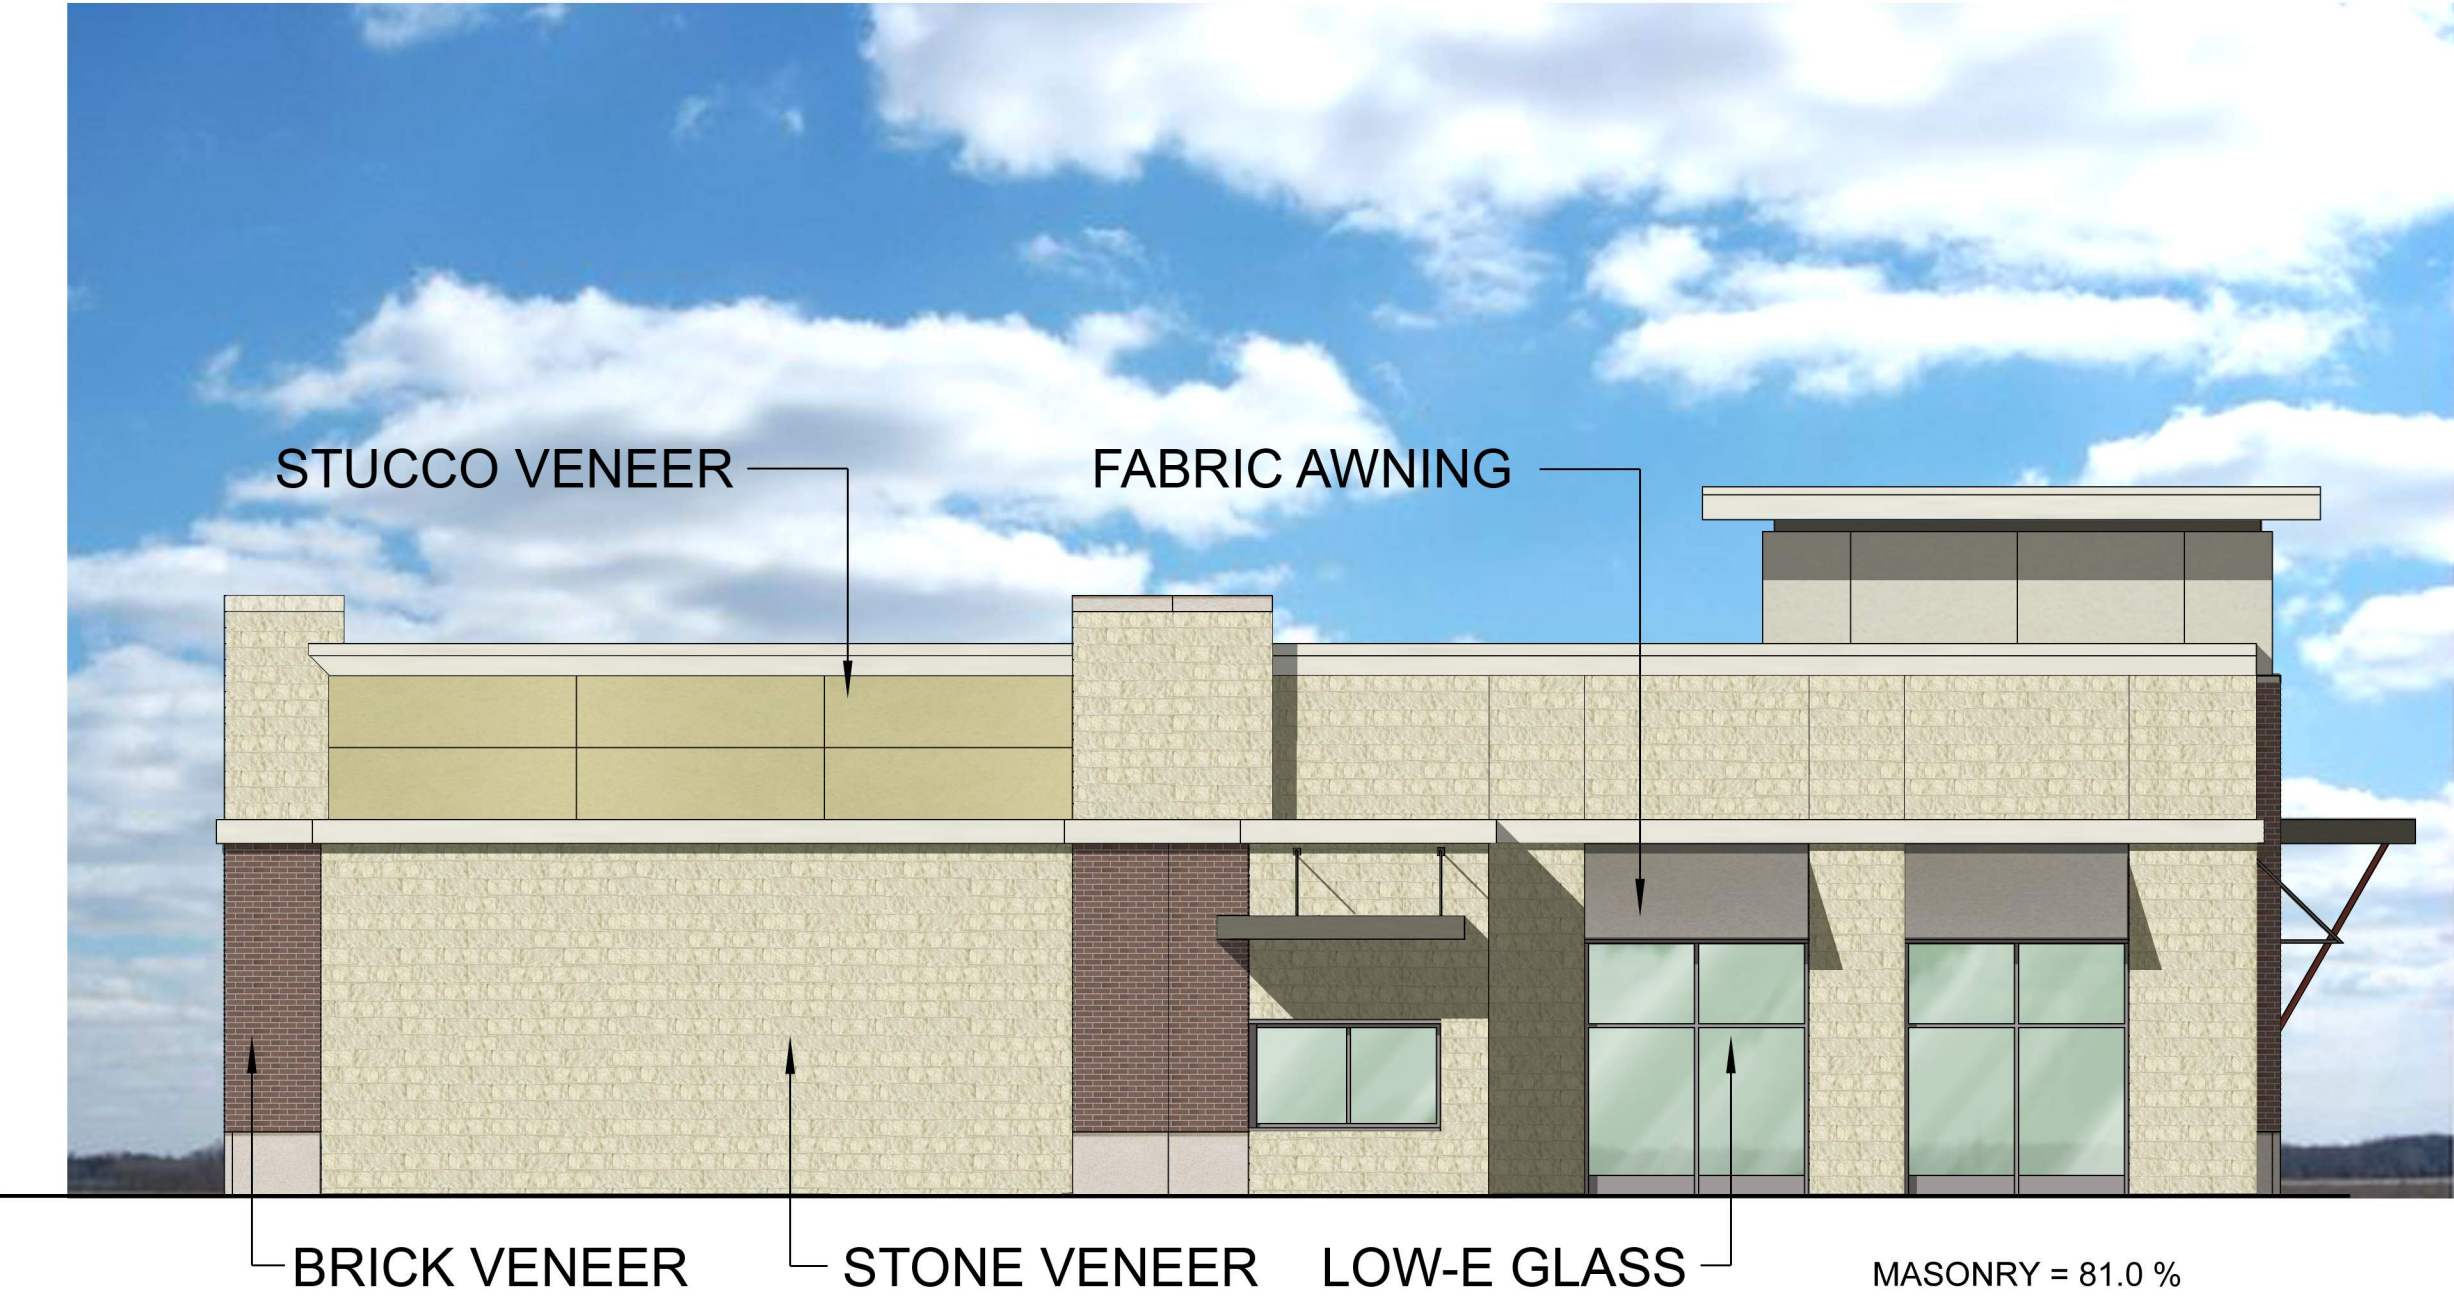 STUCCO VENEER
FABRIC AWNING
BRICK VENEER
STONE VENEER
LOW-E GLASS
MASONRY = 81.0 %